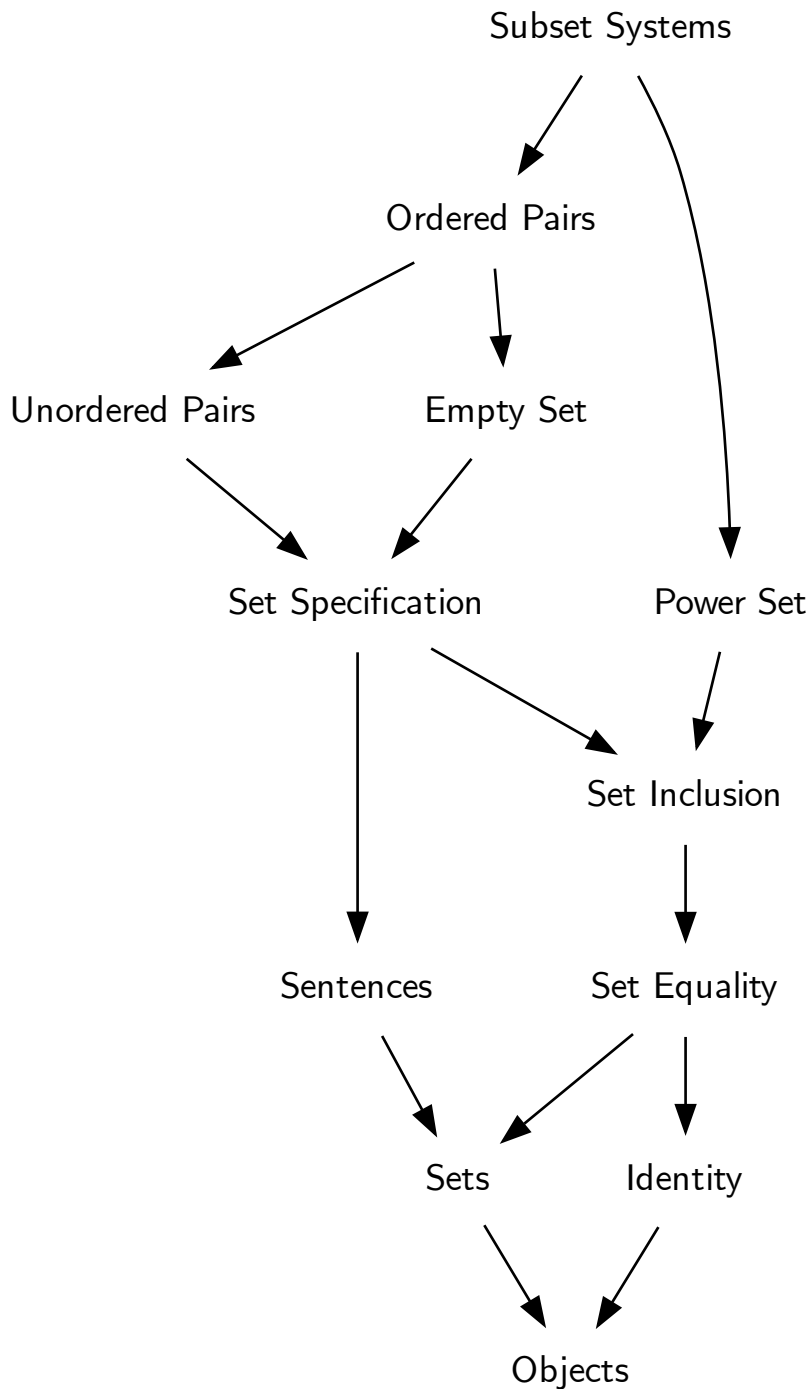 Subset Systems
Ordered Pairs
Unordered Pairs
Empty Set
Set Specification
Power Set
Set Inclusion
Sentences
Set Equality
Sets
Identity
Objects